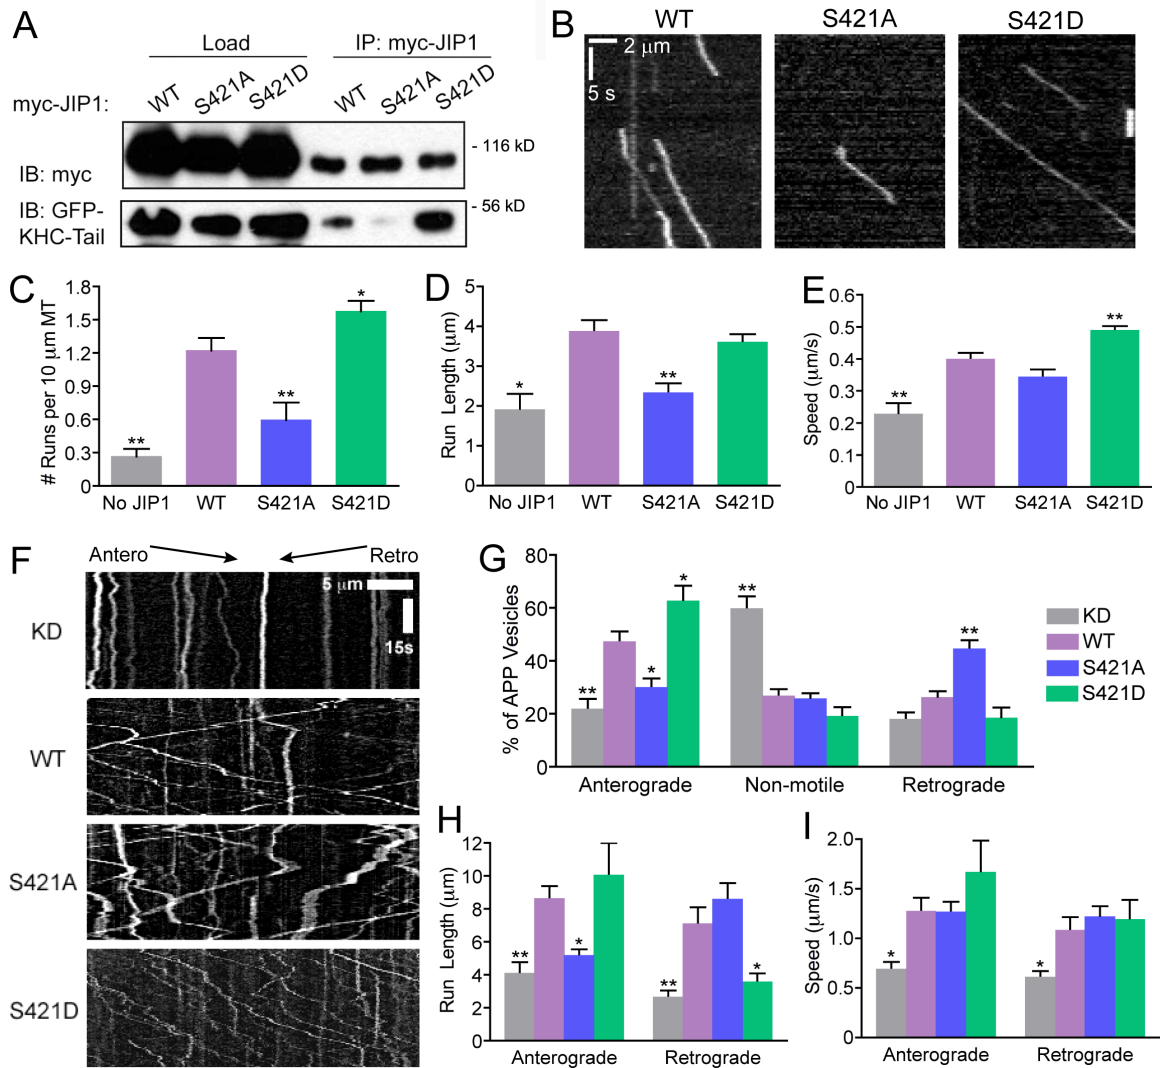 A
Load
IP: myc-JIP1
myc-JIP1:
WT
S421A
S421D
WT
S421A
S421D
IB: myc
- 116 kD
IB: GFP-
KHC-Tail
- 56 kD
B
WT
S421A
S421D
2 μm
5 s
C
# Runs per 10 μm MT
1.8
1.5
1.2
0.9
0.6
0.3
0
**
**
*
No JIP1
WT
S421A
S421D
D
Run Length (μm)
5
4
3
2
1
0
*
**
No JIP1
WT
S421A
S421D
E
Speed (μm/s)
0.6
0.5
0.4
0.3
0.2
0.1
0
**
**
No JIP1
WT
S421A
S421D
F
Antero
Retro
5 μm
15s
KD
WT
S421A
S421D
G
% of APP Vesicles
80
60
40
20
0
**
*
*
**
**
Anterograde
Non-motile
Retrograde
KD
WT
S421A
S421D
H
Run Length (μm)
12
10
8
6
4
2
0
**
*
**
*
Anterograde
Retrograde
I
Speed (μm/s)
2.0
1.5
1.0
0.5
0
*
*
Anterograde
Retrograde